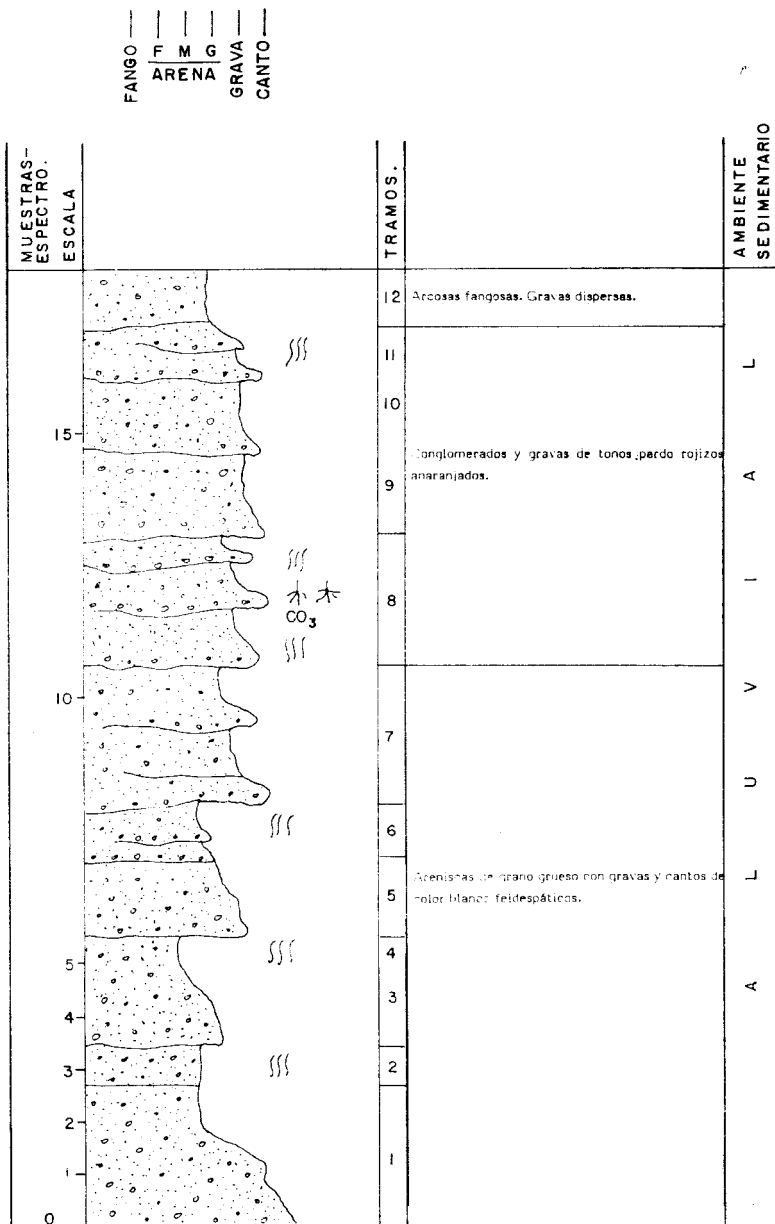 FANGO
F M G
ARENA
GRAVA
CANTO
MUESTRAS-
ESPECTRO.
ESCALA
TRAMOS.
AMBIENTE
SEDIMENTARIO
12 Arcosas fangosas. Gravas dispersas.
11
10
15
Conglomerados y gravas de tonos pardo rojizos
anaranjados.
9
8
CO3
10
7
6
Areniscas de grano grueso con gravas y cantos de
color blanco feldespáticos.
5
4
5
3
4
2
3
2
1
1
0
A L U V I A L